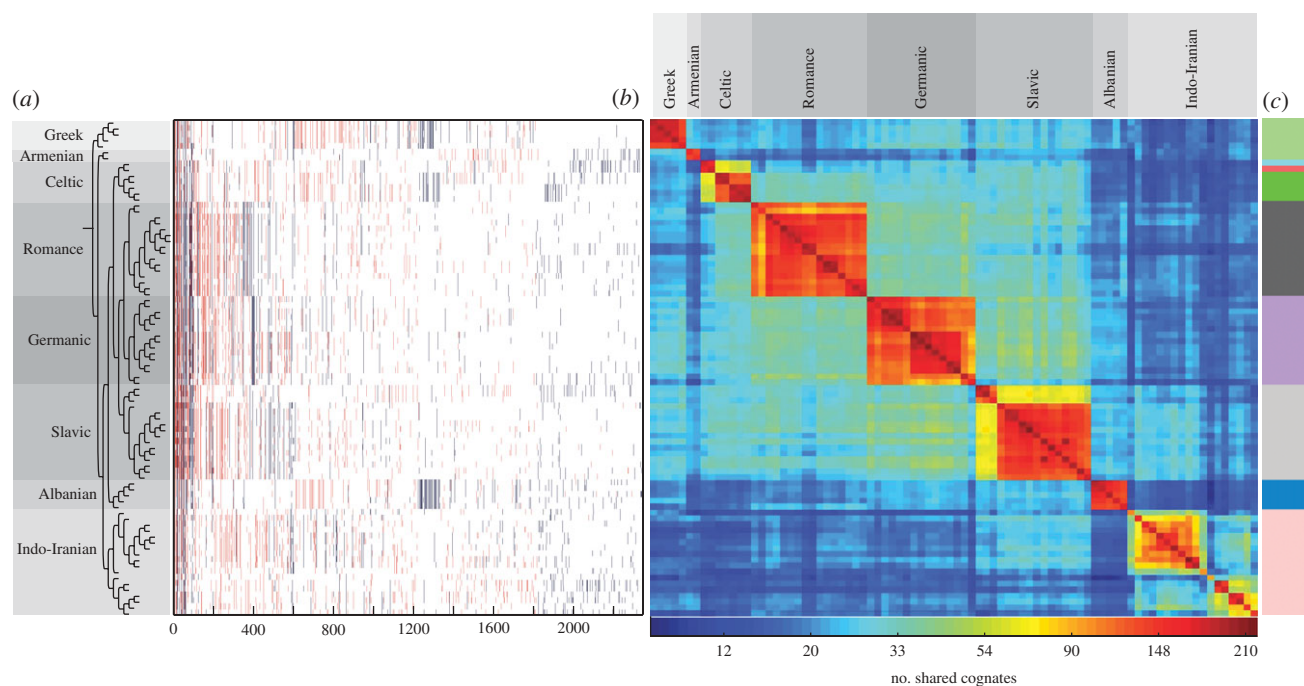 (a)
Greek
Armenian
Celtic
Romance
Germanic
Slavic
Albanian
Indo-Iranian
0 400 800 1200 1600 2000
(b)
Greek
Armenian
Celtic
Romance
Germanic
Slavic
Albanian
Indo-Iranian
(c)
12 20 33 54 90 148 210
no. shared cognates